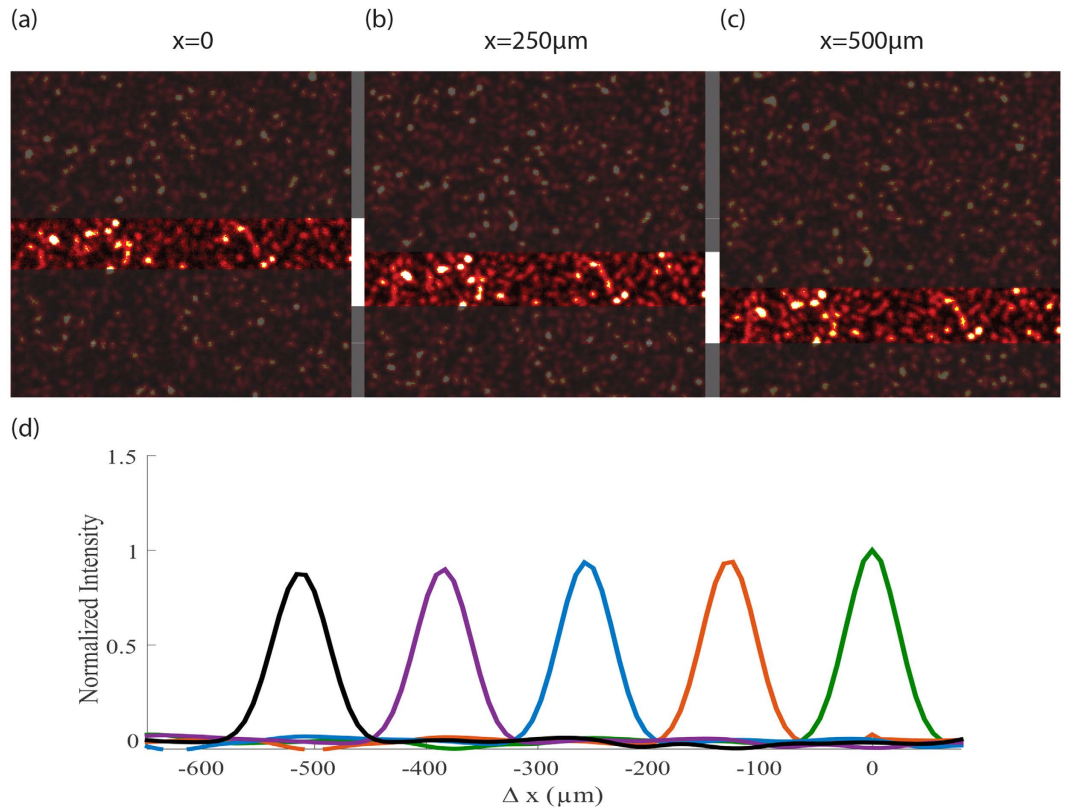 (a) (b) (c)
x=0 x=250μm x=500μm
(d)
1.5
1
0.5
0
Normalized Intensity
-600 -500 -400 -300 -200 -100 0
Δ x (μm)